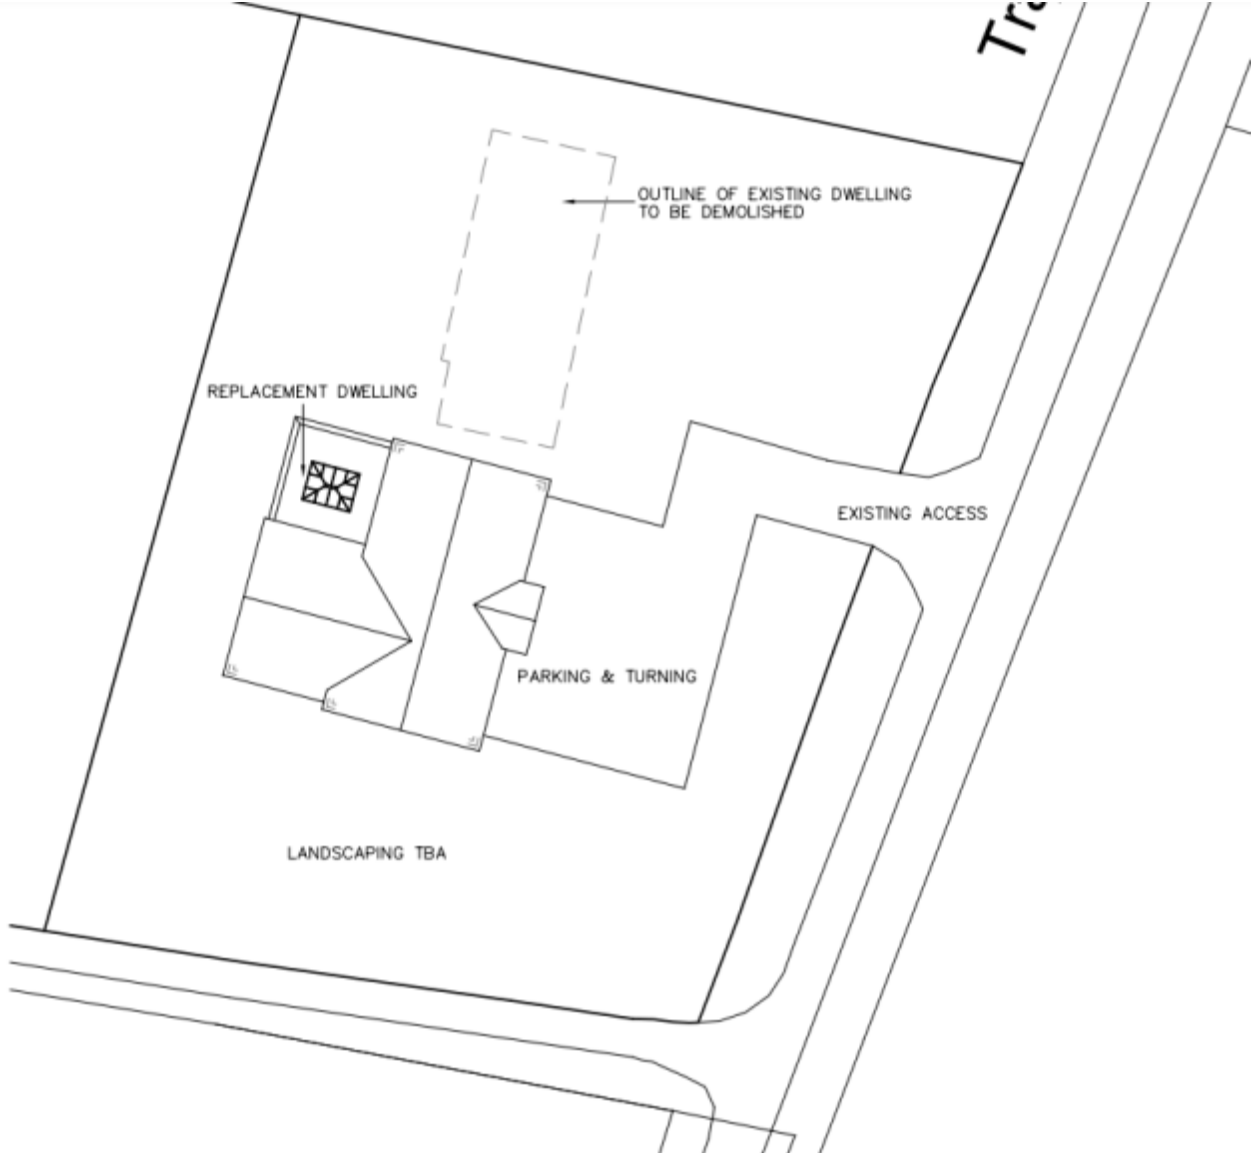 OUTLINE OF EXISTING DWELLING
TO BE DEMOLISHED
REPLACEMENT DWELLING
EXISTING ACCESS
PARKING & TURNING
LANDSCAPING TBA